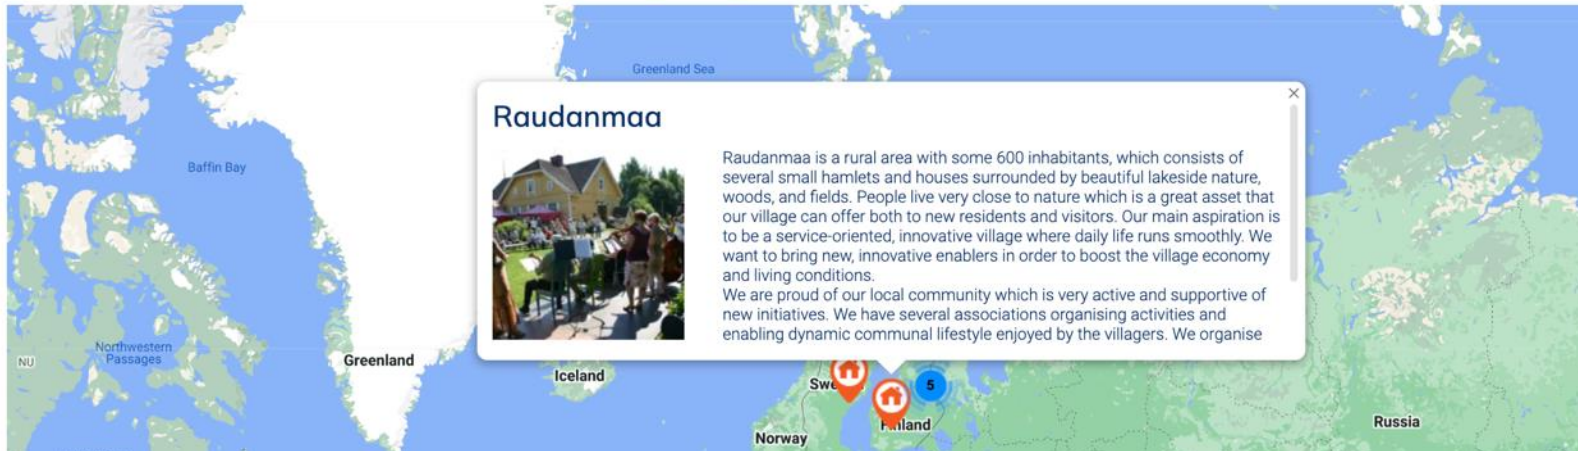 Greenland Sea
Baffin Bay
Raudanmaa
Raudanmaa is a rural area with some 600 inhabitants, which consists of
several small hamlets and houses surrounded by beautiful lakeside nature,
woods, and fields. People live very close to nature which is a great asset that
our village can offer both to new residents and visitors. Our main aspiration is
to be a service-oriented, innovative village where daily life runs smoothly. We
want to bring new, innovative enablers in order to boost the village economy
and living conditions.
We are proud of our local community which is very active and supportive of
new initiatives. We have several associations organising activities and
enabling dynamic communal lifestyle enjoyed by the villagers. We organise
Northwestern
Passages
NU
Greenland
Iceland
5
Norway
Russia